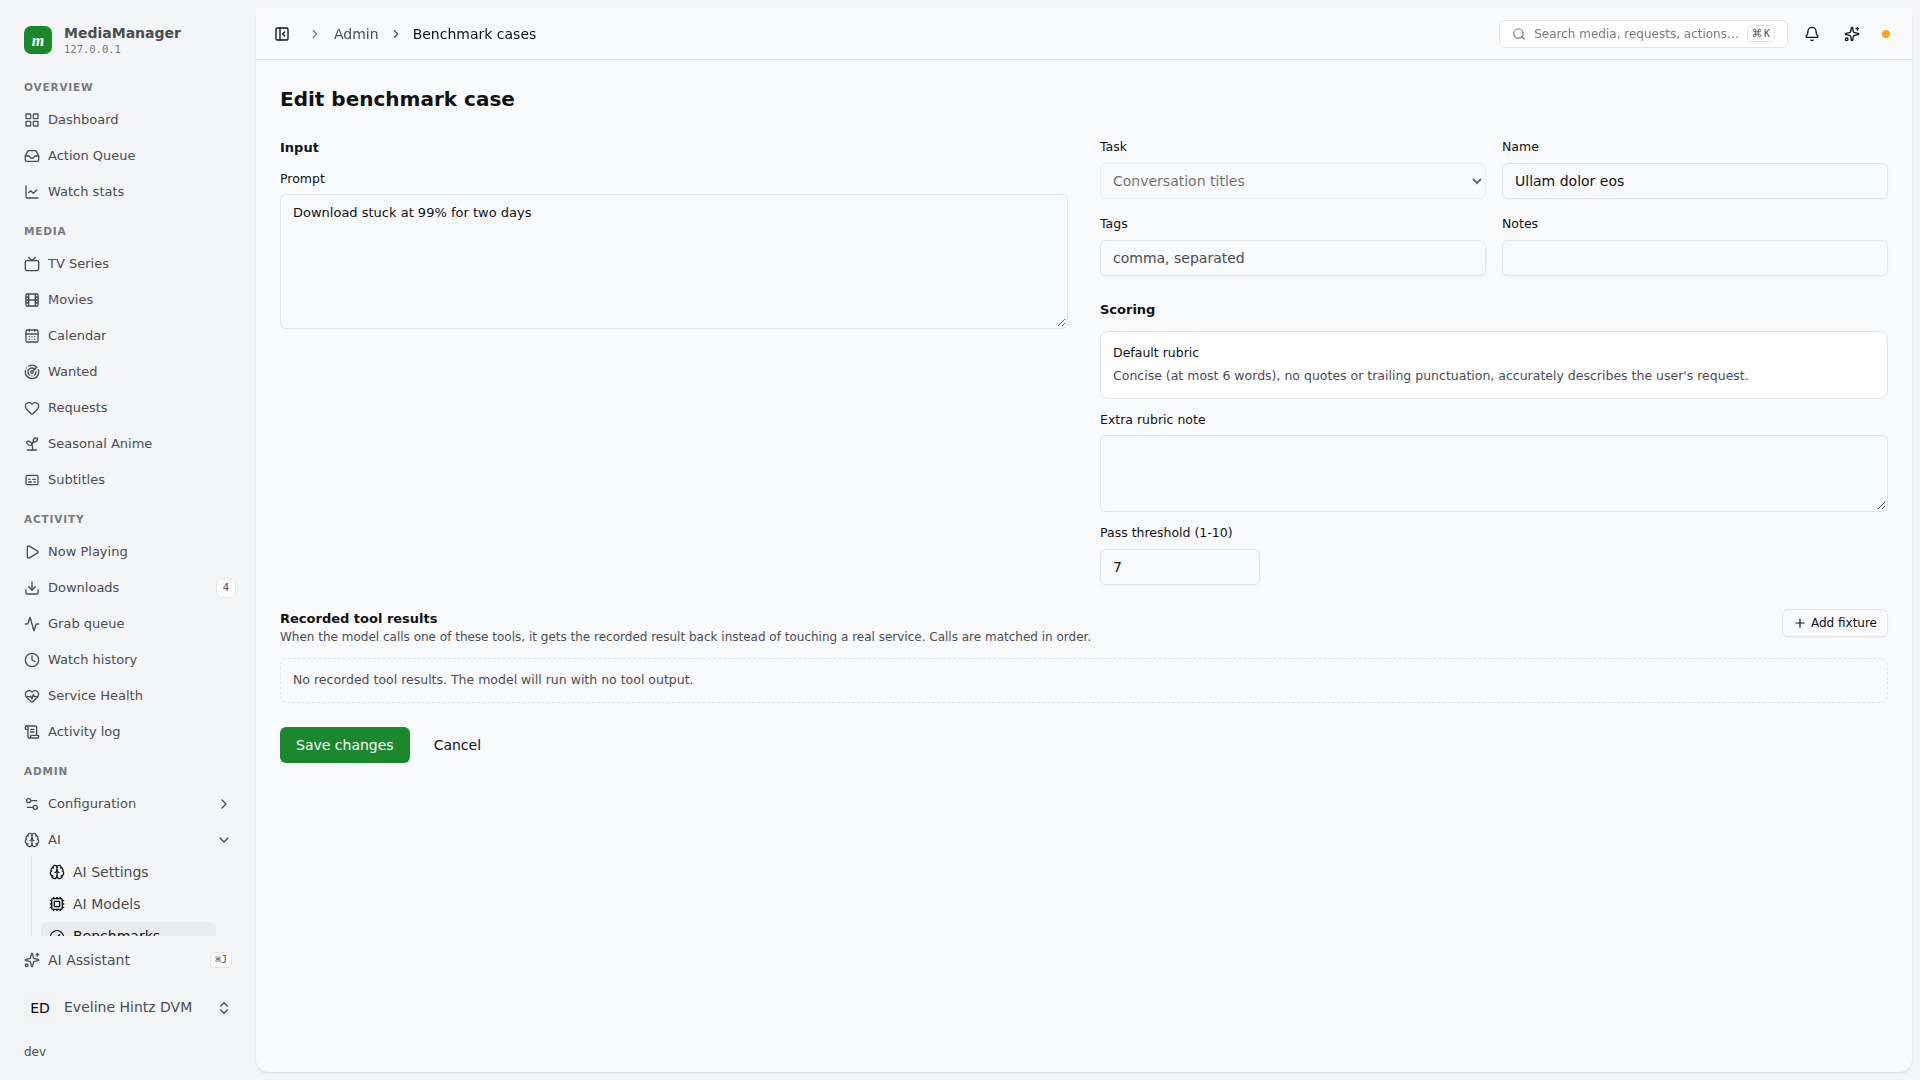 m
MediaManager
127.0.0.1
OVERVIEW
Dashboard
Action Queue
Watch stats
MEDIA
TV Series
Movies
Calendar
Wanted
Requests
Seasonal Anime
Subtitles
ACTIVITY
Now Playing
Downloads
4
Grab queue
Watch history
Service Health
Activity log
ADMIN
Configuration
AI
AI Settings
AI Models
Benchmarks
AI Assistant
⌘J
ED
Eveline Hintz DVM
dev
Admin
Benchmark cases
Search media, requests, actions...
⌘K
Edit benchmark case
Input
Prompt
Download stuck at 99% for two days
Task
Conversation titles
Name
Ullam dolor eos
Tags
comma, separated
Notes
Scoring
Default rubric
Concise (at most 6 words), no quotes or trailing punctuation, accurately describes the user's request.
Extra rubric note
Pass threshold (1-10)
7
Recorded tool results
When the model calls one of these tools, it gets the recorded result back instead of touching a real service. Calls are matched in order.
Add fixture
No recorded tool results. The model will run with no tool output.
Save changes
Cancel